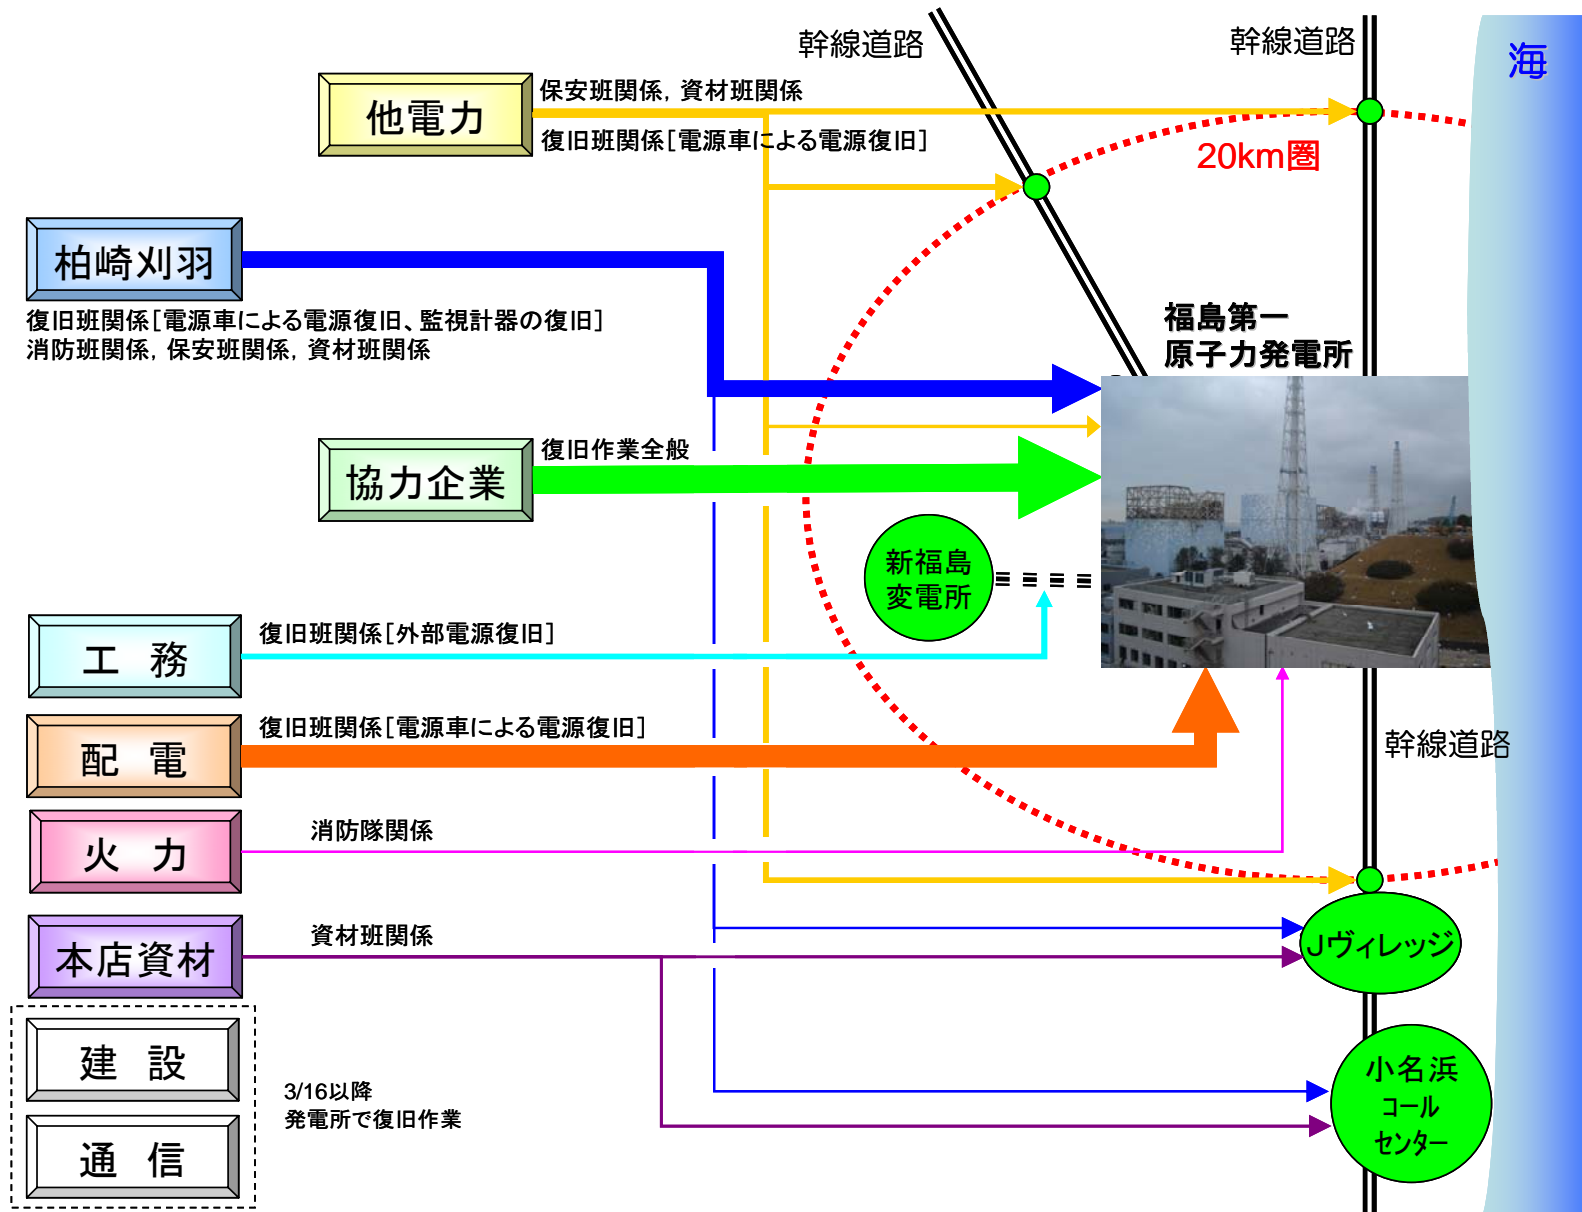 幹線道路
幹線道路
海
他電力
保安班関係，資材班関係
復旧班関係［電源車による電源復旧］
20km圏
柏崎刈羽
復旧班関係［電源車による電源復旧、監視計器の復旧］
消防班関係，保安班関係，資材班関係
福島第一
原子力発電所
協力企業
復旧作業全般
新福島
変電所
工　務
復旧班関係［外部電源復旧］
配　電
復旧班関係［電源車による電源復旧］
幹線道路
火　力
消防隊関係
本店資材
資材班関係
Jヴィレッジ
建　設
通　信
3/16以降
発電所で復旧作業
小名浜
コール
センター